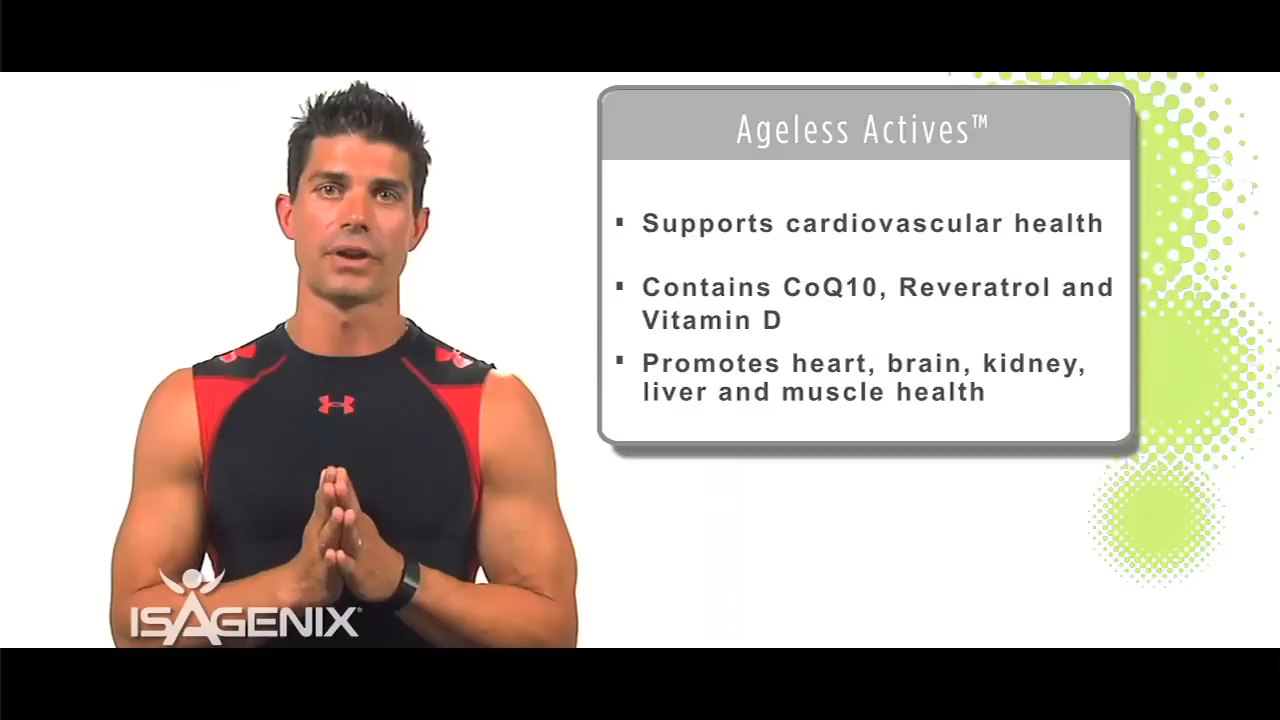 Ageless Actives™
▪ Supports cardiovascular health
▪ Contains CoQ10, Reveratrol and
Vitamin D
▪ Promotes heart, brain, kidney,
liver and muscle health
ISAGENIX®